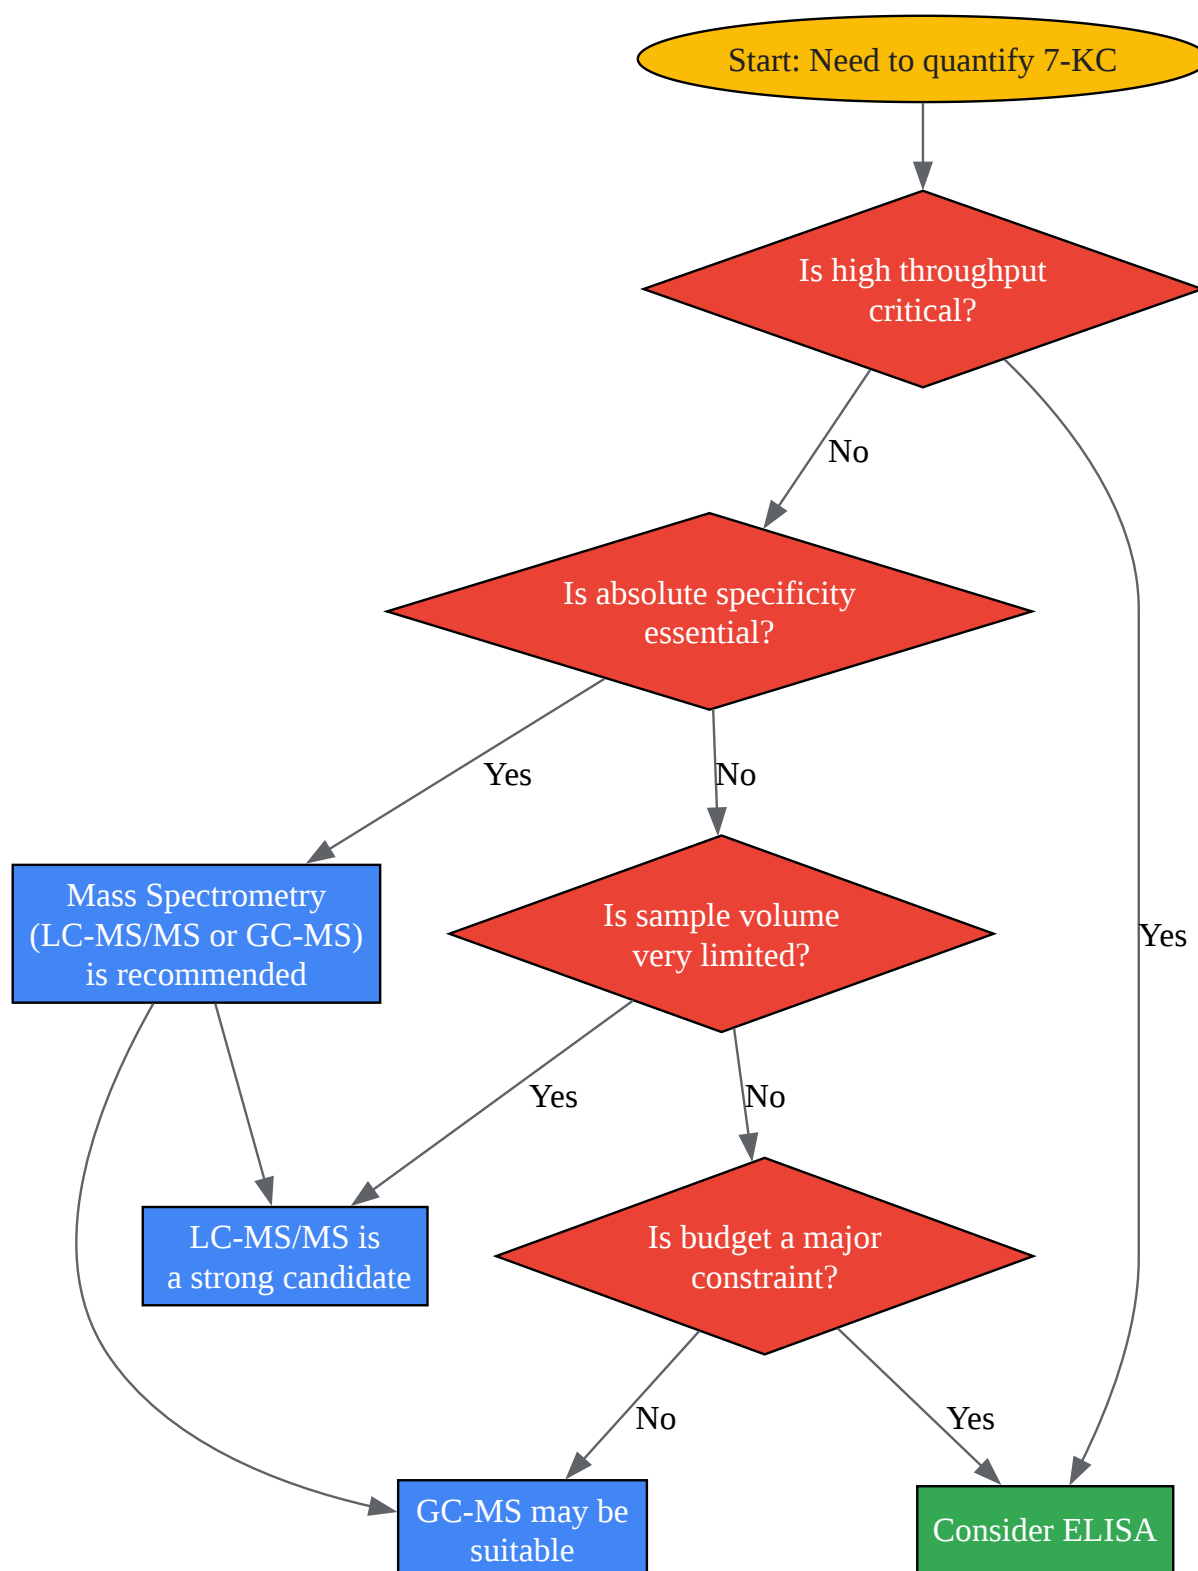 Start: Need to quantify 7-KC
Is high throughput
critical?
No
Is absolute specificity
essential?
Yes
No
Mass Spectrometry
(LC-MS/MS or GC-MS)
is recommended
Is sample volume
very limited?
Yes
Yes
No
LC-MS/MS is
a strong candidate
Is budget a major
constraint?
No
Yes
GC-MS may be
suitable
Consider ELISA